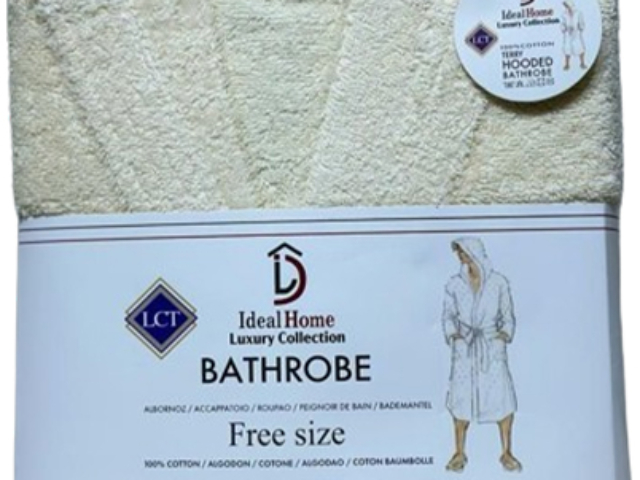 Ideal Home
Luxury Collection
LCT
100% COTTON
TERRY
HOODED
BATHROBE
LCT
Ideal Home
Luxury Collection
BATHROBE
ALBORNOZ / ACCAPPATOIO / ROUPAO / PEIGNOIR DE BAIN / BADEMANTEL
Free size
100% COTTON / ALGODON / COTONE / ALGODAO / COTON BAUMBOLLE